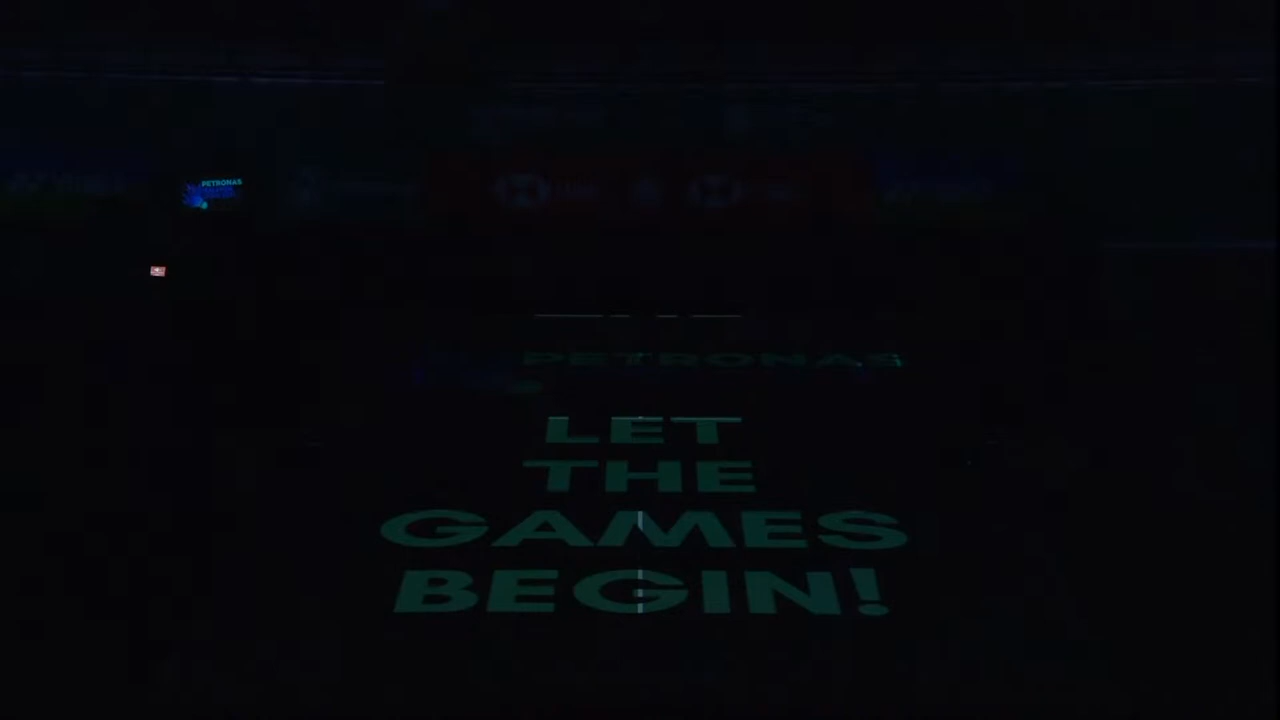 PETRONAS
PETRONAS
LET
THE
GAMES
BEGIN!